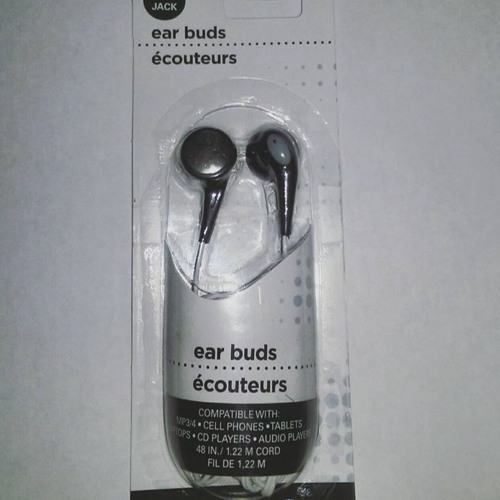 JACK
ear buds
écouteurs
ear buds
écouteurs
COMPATIBLE WITH:
MP3/4 • CELL PHONES • TABLETS
• CD PLAYERS • AUDIO PLAYERS
48 IN./ 1.22 M CORD
FIL DE 1,22 M